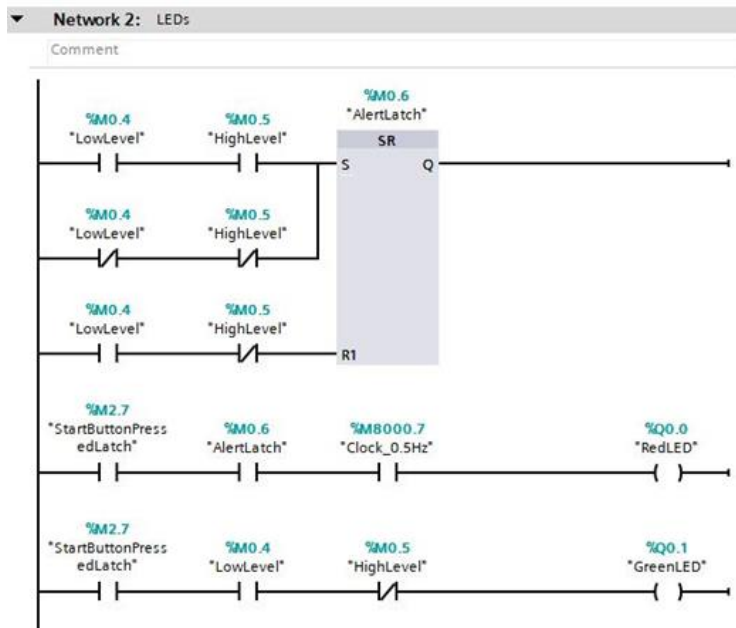 Network 2: LEDs
Comment
%M0.6
"AlertLatch"
%M0.4 %M0.5
"LowLevel" "HighLevel" SR
S Q
%M0.4 %M0.5
"LowLevel" "HighLevel"
%M0.4 %M0.5
"LowLevel" "HighLevel"
R1
%M2.7
"StartButtonPress
edLatch"
%M0.6
"AlertLatch"
%M8000.7
"Clock_0.5Hz"
%Q0.0
"RedLED"
%M2.7
"StartButtonPress
edLatch"
%M0.4
"LowLevel"
%M0.5
"HighLevel"
%Q0.1
"GreenLED"